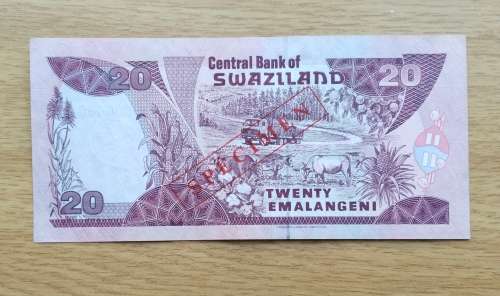 20
Central Bank of
SWAZILAND
20
SPECIMEN
20
TWENTY
EMALANGENI